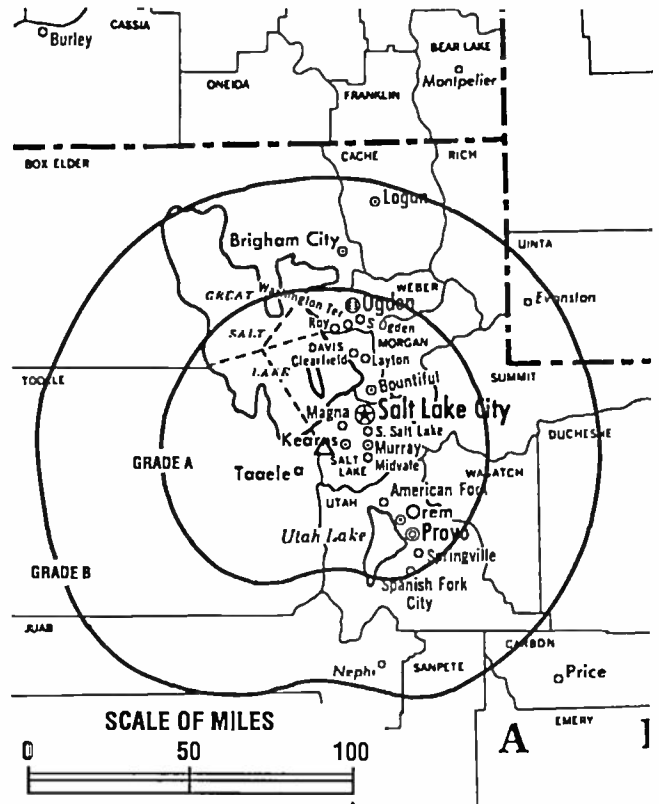 CASSIA
Burley
BEAR LAKE
Montpelier
ONEIDA
FRANKLIN
BOX ELDER
CACHE
RICH
Logan
Brigham City
UINTA
WEBER
GREAT
Washington Ter
Ogden
Evanston
Roy
S. Ogden
SALT
DAVIS
MORGAN
Clearfield
Layton
LAKE
SUMMIT
TOOELE
Bountiful
Magna
Salt Lake City
S. Salt Lake
DUCHESNE
Kearns
Murray
GRADE A
SALT LAKE
Midvale
WASATCH
Tooele
UTAH
American Fork
Orem
Utah Lake
Provo
Springville
GRADE B
Spanish Fork
City
JUAB
CARBON
Nephi
SANPETE
Price
SCALE OF MILES
EMERY
A
0 50 100